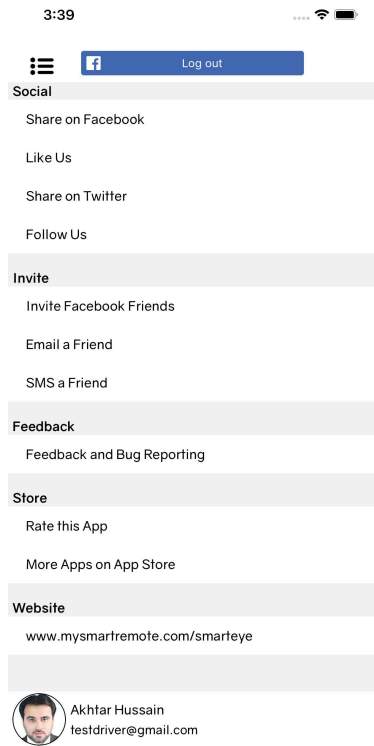 3:39
Log out
Social
Share on Facebook
Like Us
Share on Twitter
Follow Us
Invite
Invite Facebook Friends
Email a Friend
SMS a Friend
Feedback
Feedback and Bug Reporting
Store
Rate this App
More Apps on App Store
Website
www.mysmartremote.com/smarteye
Akhtar Hussain
testdriver@gmail.com